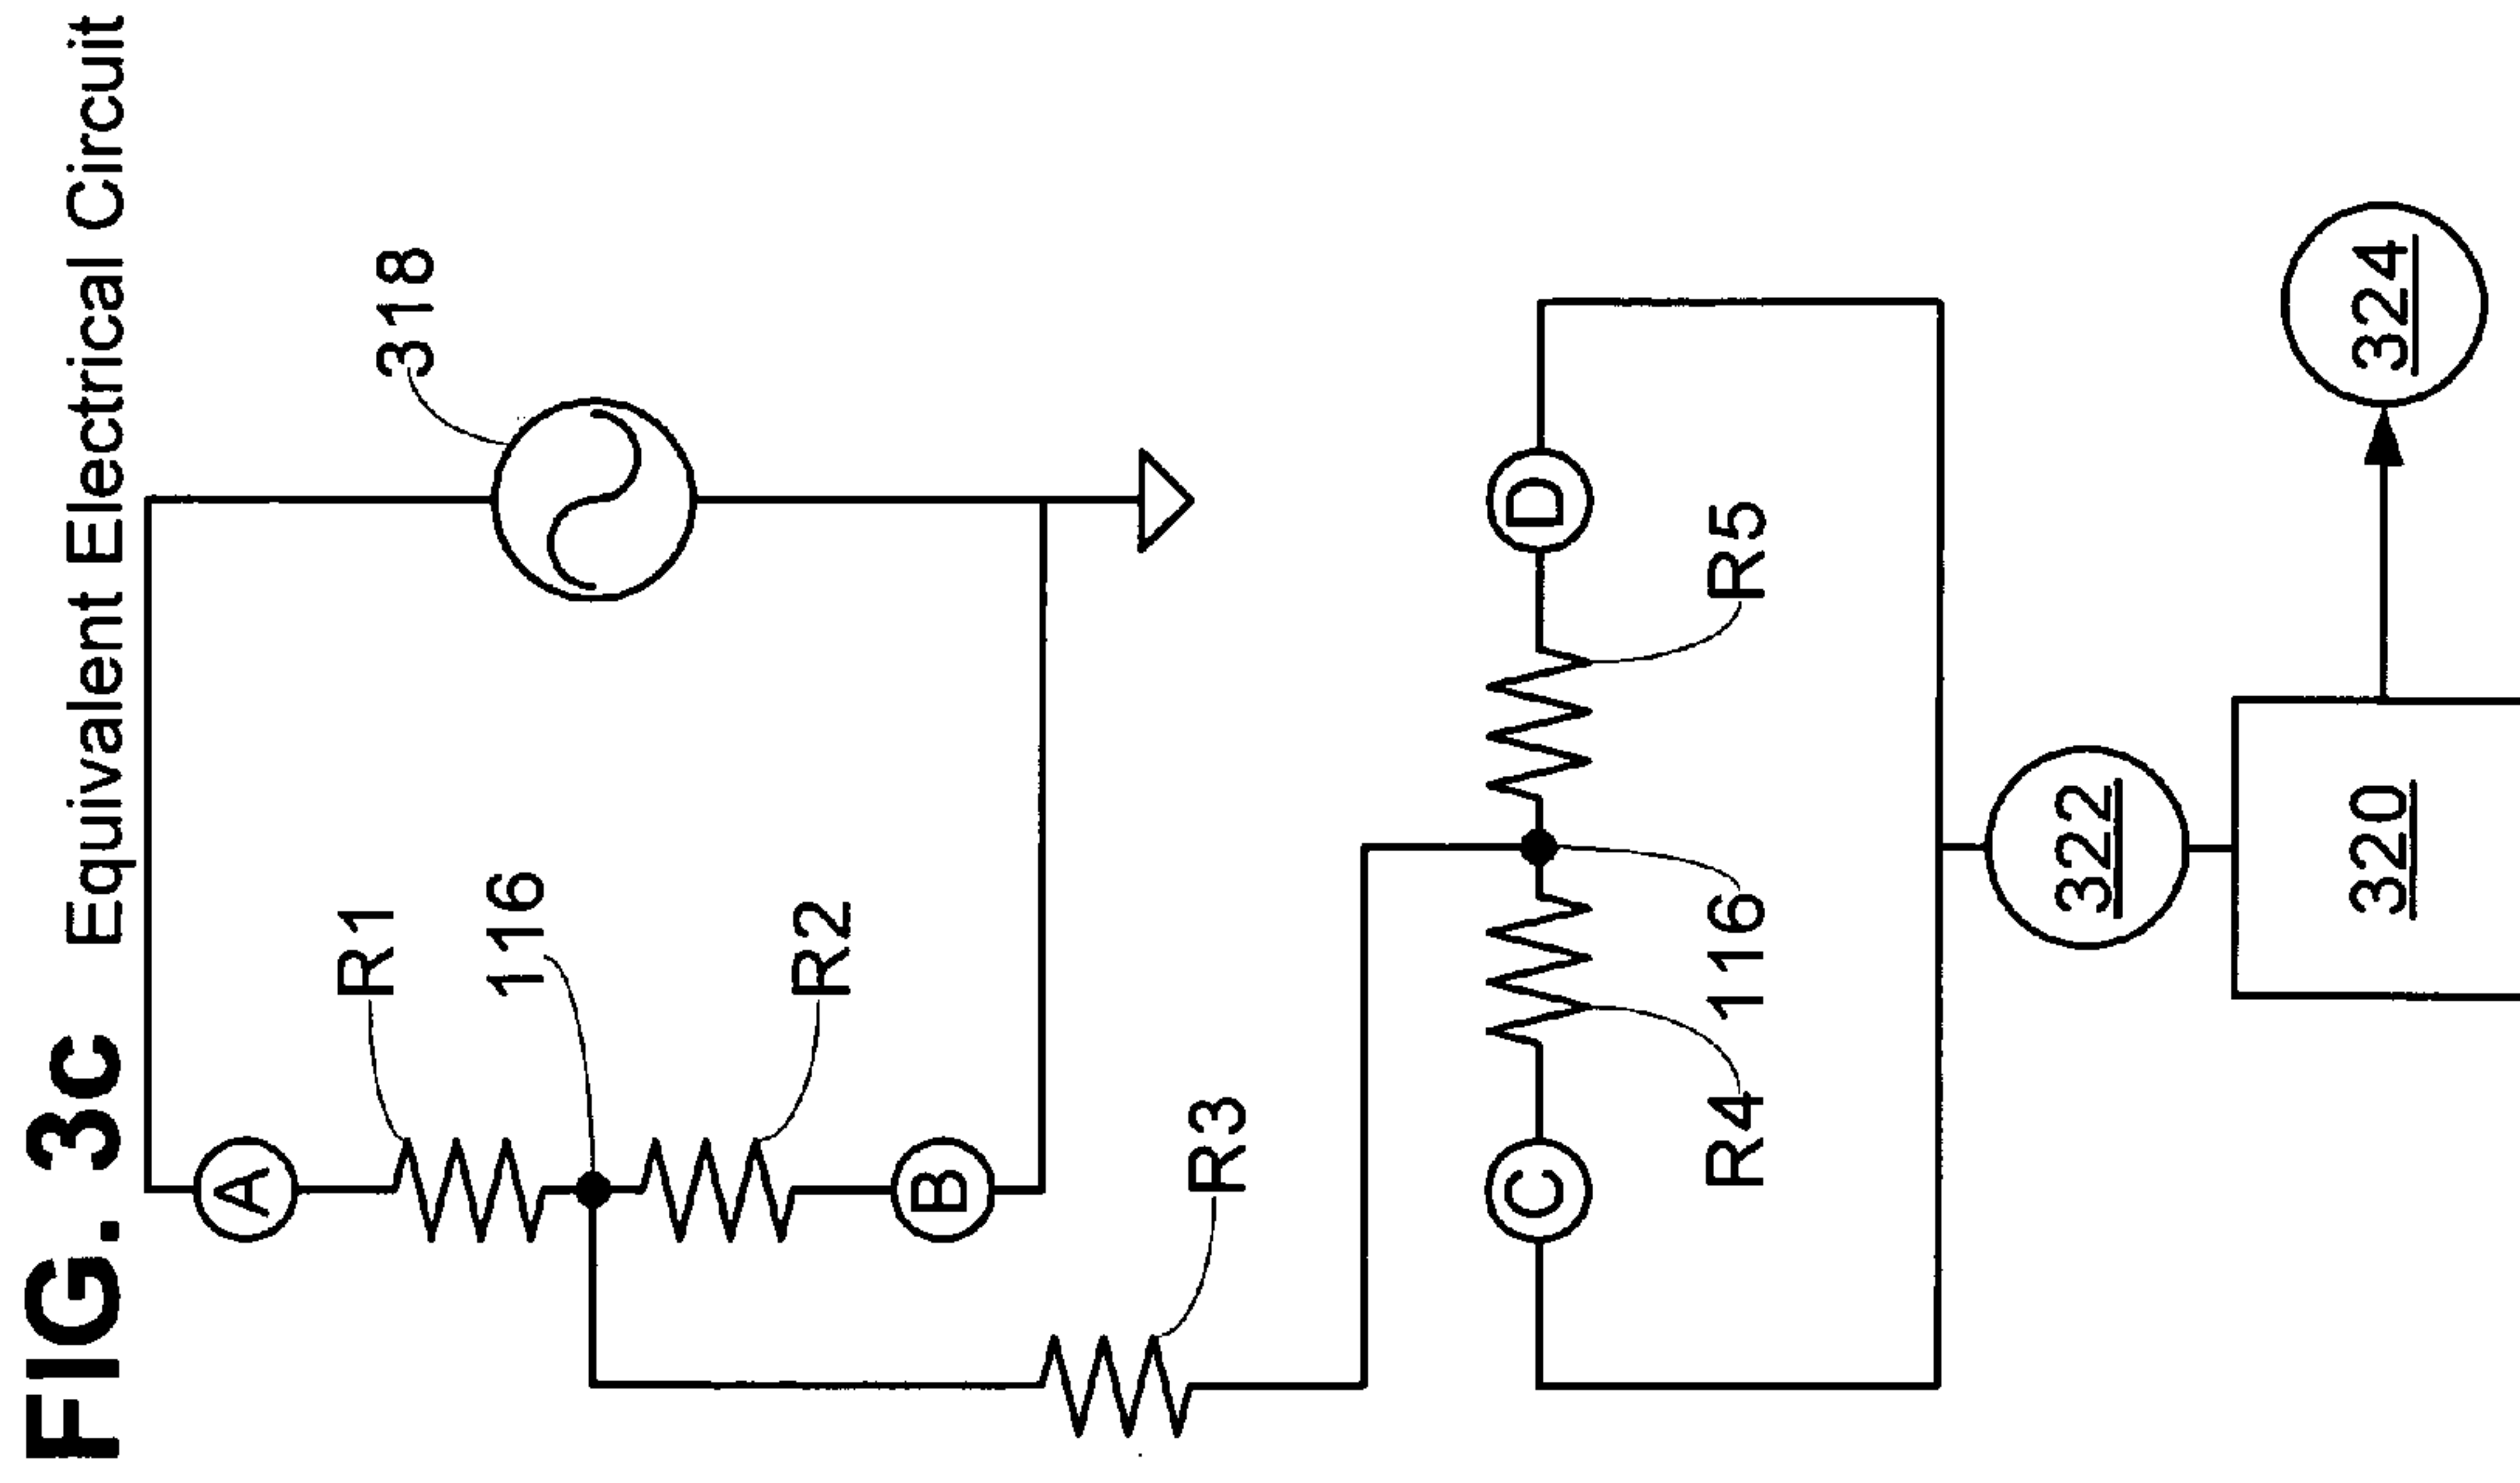 FIG. 3c Equivalent Electrical Circuit
318
R1
116
R2
A
B
R3
D
R5
C
R4
116
322
320
324